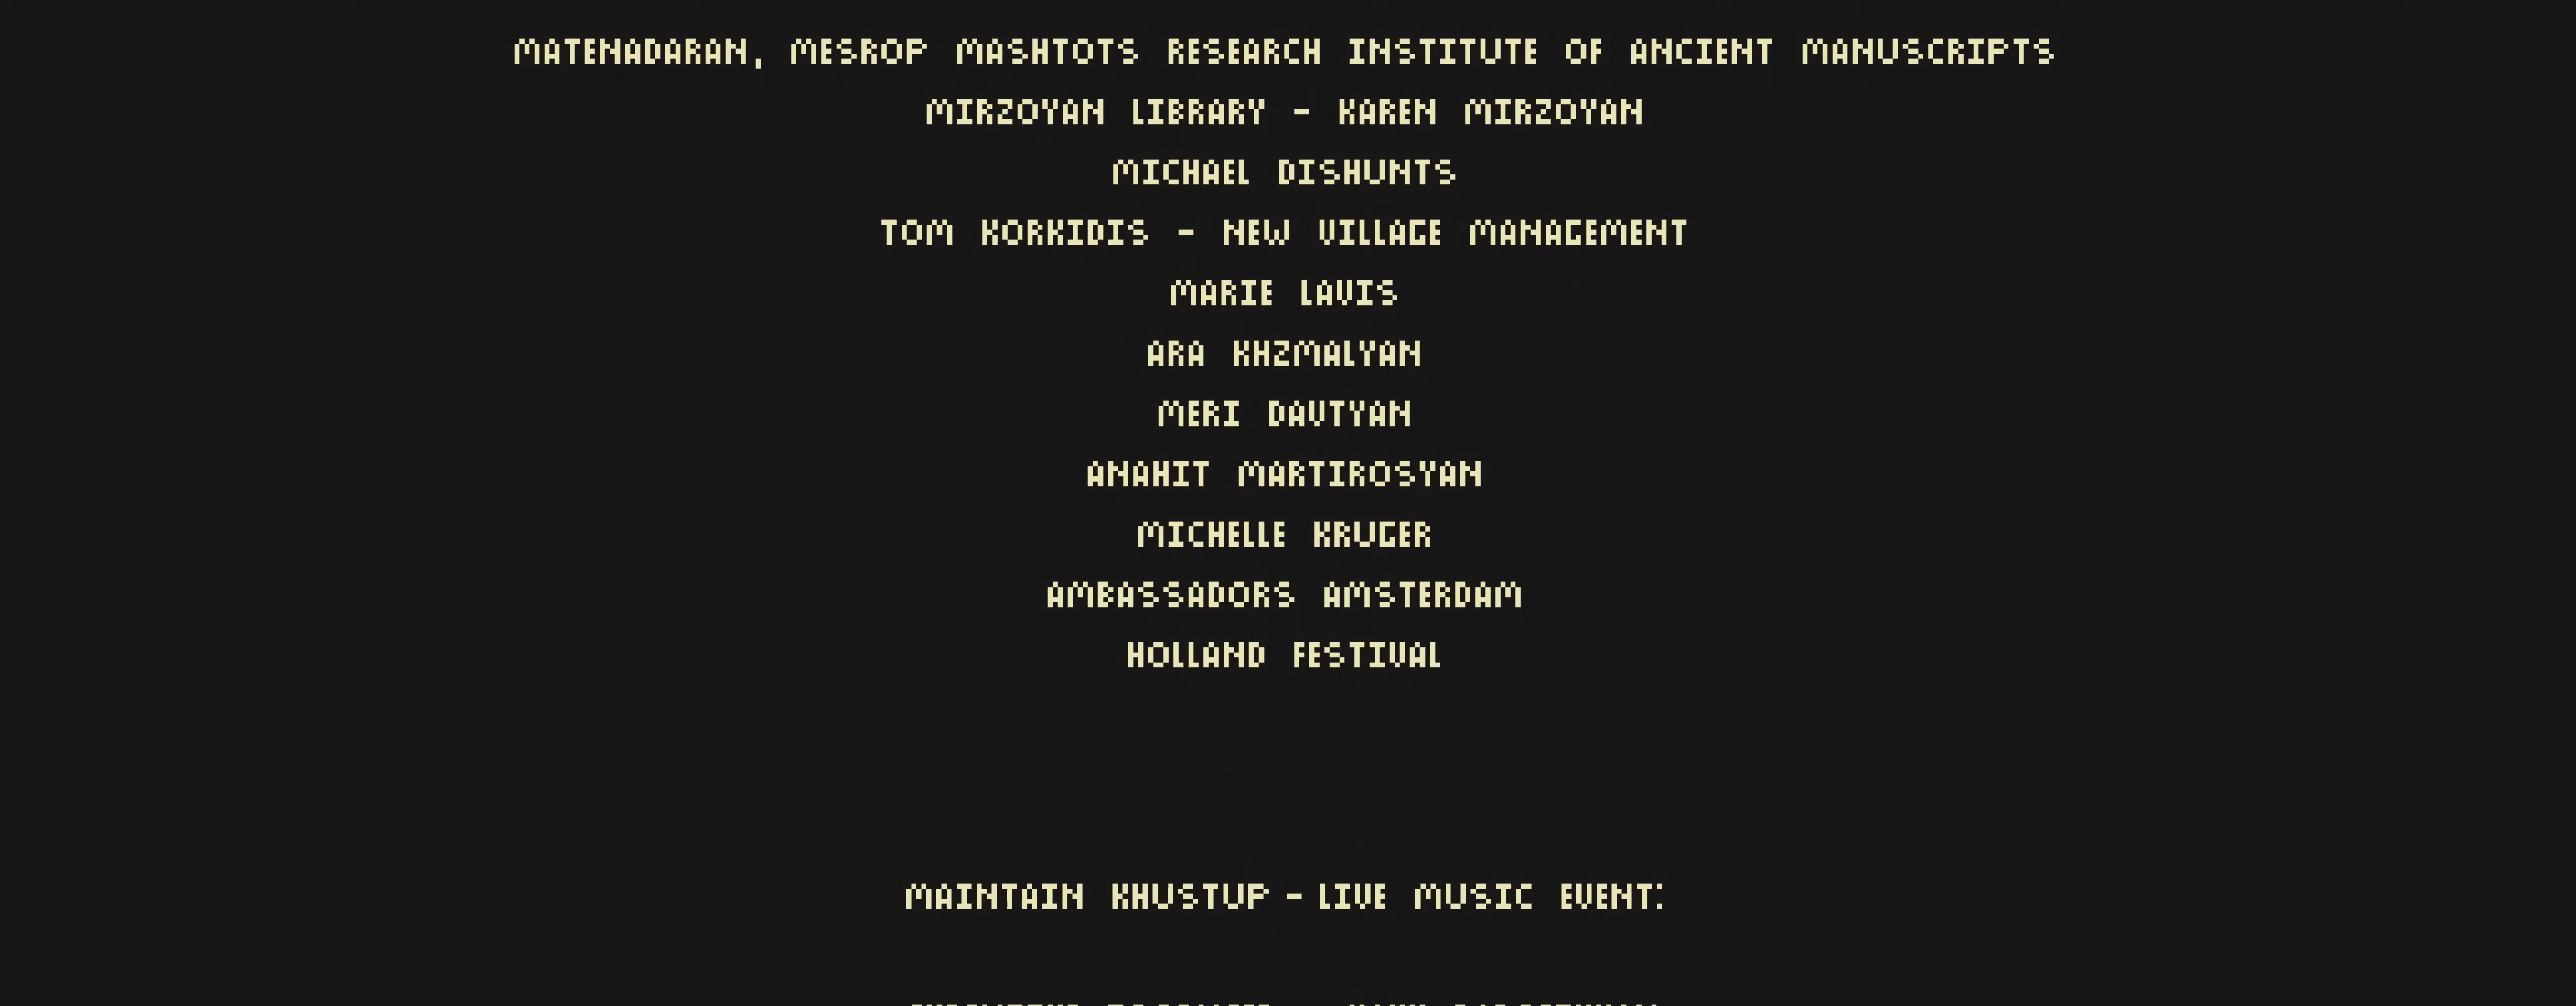 MATENADARAN, MESROP MASHTOTS RESEARCH INSTITUTE OF ANCIENT MANUSCRIPTS
MIRZOYAN LIBRARY - KAREN MIRZOYAN
MICHAEL DISHUNTS
TOM KORKIDIS - NEW VILLAGE MANAGEMENT
MARIE LAVIS
ARA KHZMALYAN
MERI DAVTYAN
ANAHIT MARTIROSYAN
MICHELLE KRUGER
AMBASSADORS AMSTERDAM
HOLLAND FESTIVAL
MAINTAIN KHUSTUP - LIVE MUSIC EVENT: